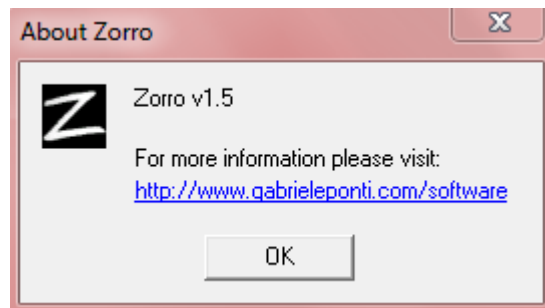 About Zorro
Z
Zorro v1.5
For more information please visit:
http://www.gabrieleponti.com/software
OK